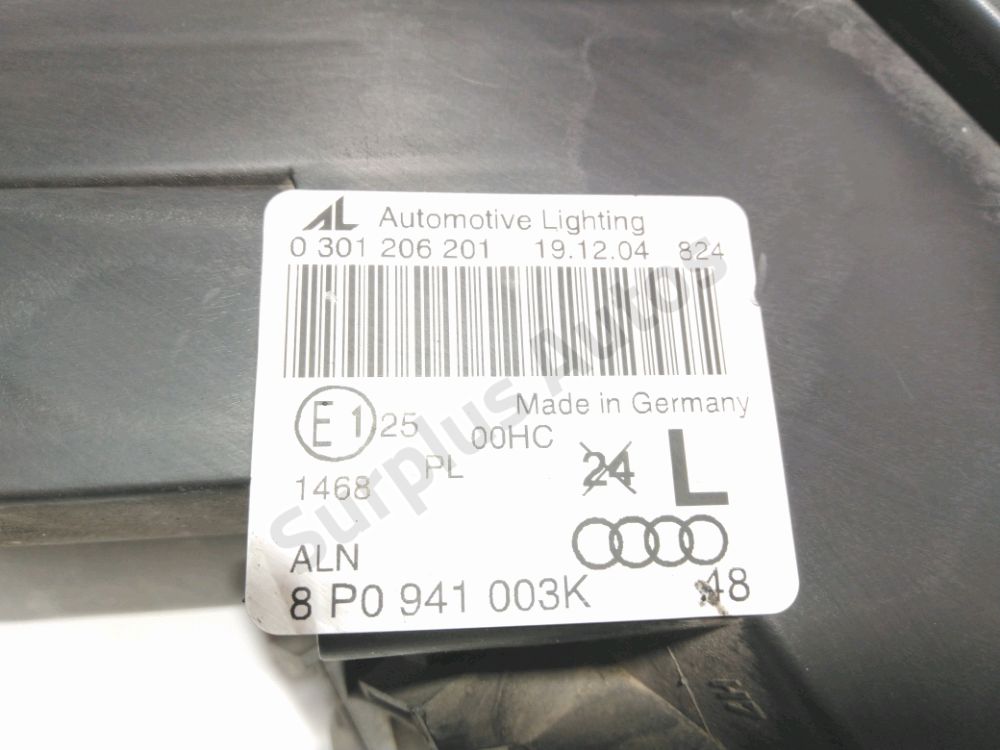 AL Automotive Lighting
0 301 206 201 19.12.04 824
E1 25 Made in Germany
00HC 24 L
1468 PL
ALN
8 P0 941 003K 48
Surplus Autos